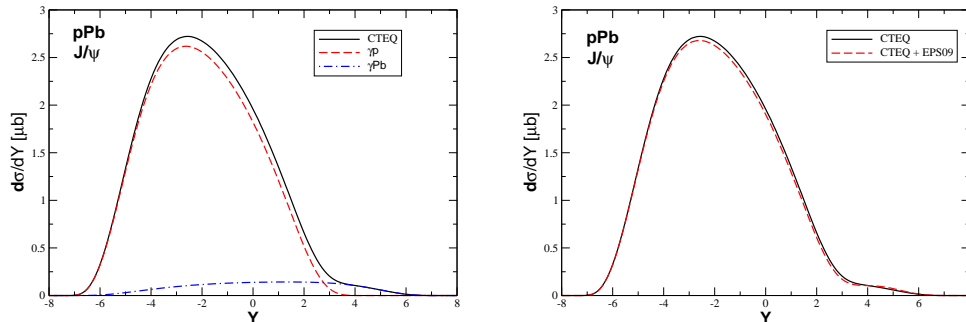 pPb
J/ψ
CTEQ
γp
γPb
dσ/dY [μb]
3
2.5
2
1.5
1
0.5
0
-8 -6 -4 -2 0 2 4 6 8
Y
pPb
J/ψ
CTEQ
CTEQ + EPS09
dσ/dY [μb]
3
2.5
2
1.5
1
0.5
0
-8 -6 -4 -2 0 2 4 6
Y